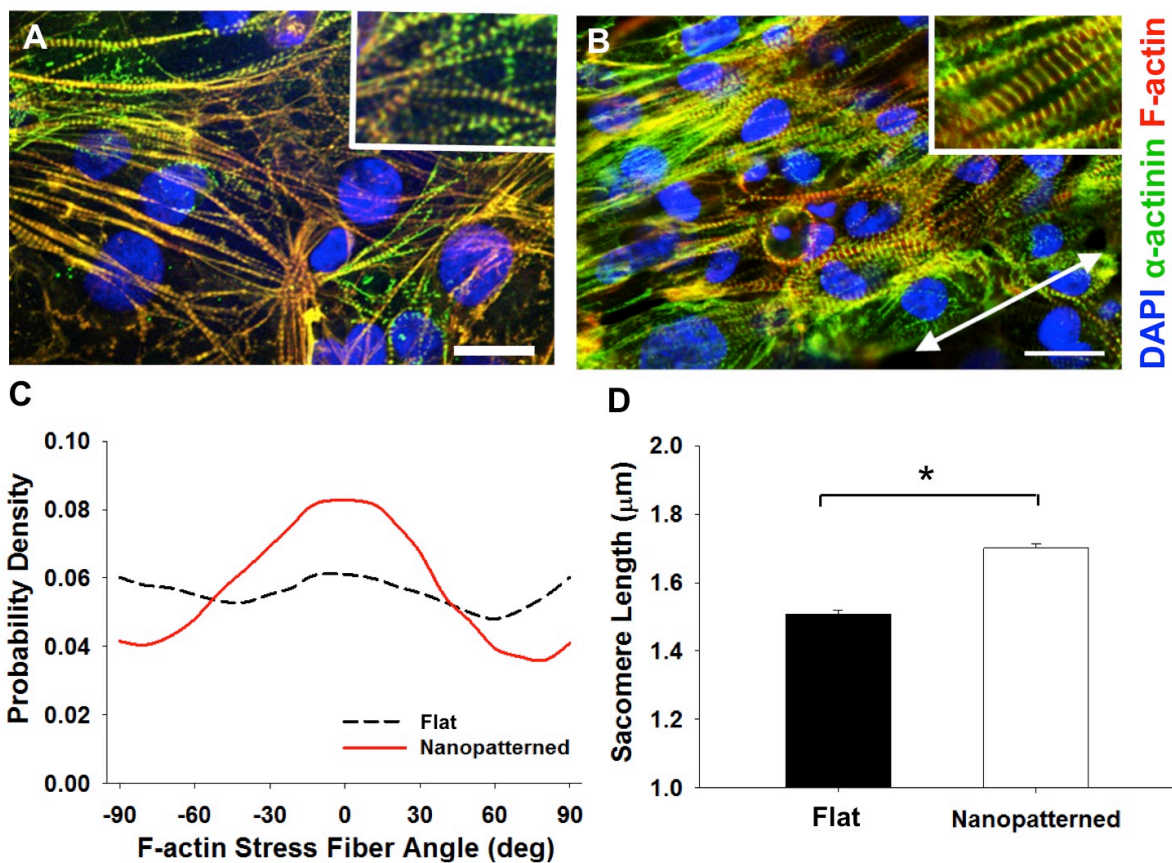 A
B
DAPI α-actinin F-actin
C
Probability Density
0.10
0.08
0.06
0.04
0.02
0.00
Flat
Nanopatterned
-90 -60 -30 0 30 60 90
F-actin Stress Fiber Angle (deg)
D
Sacomere Length (μm)
2.0
1.8
1.6
1.4
1.2
1.0
*
Flat Nanopatterned